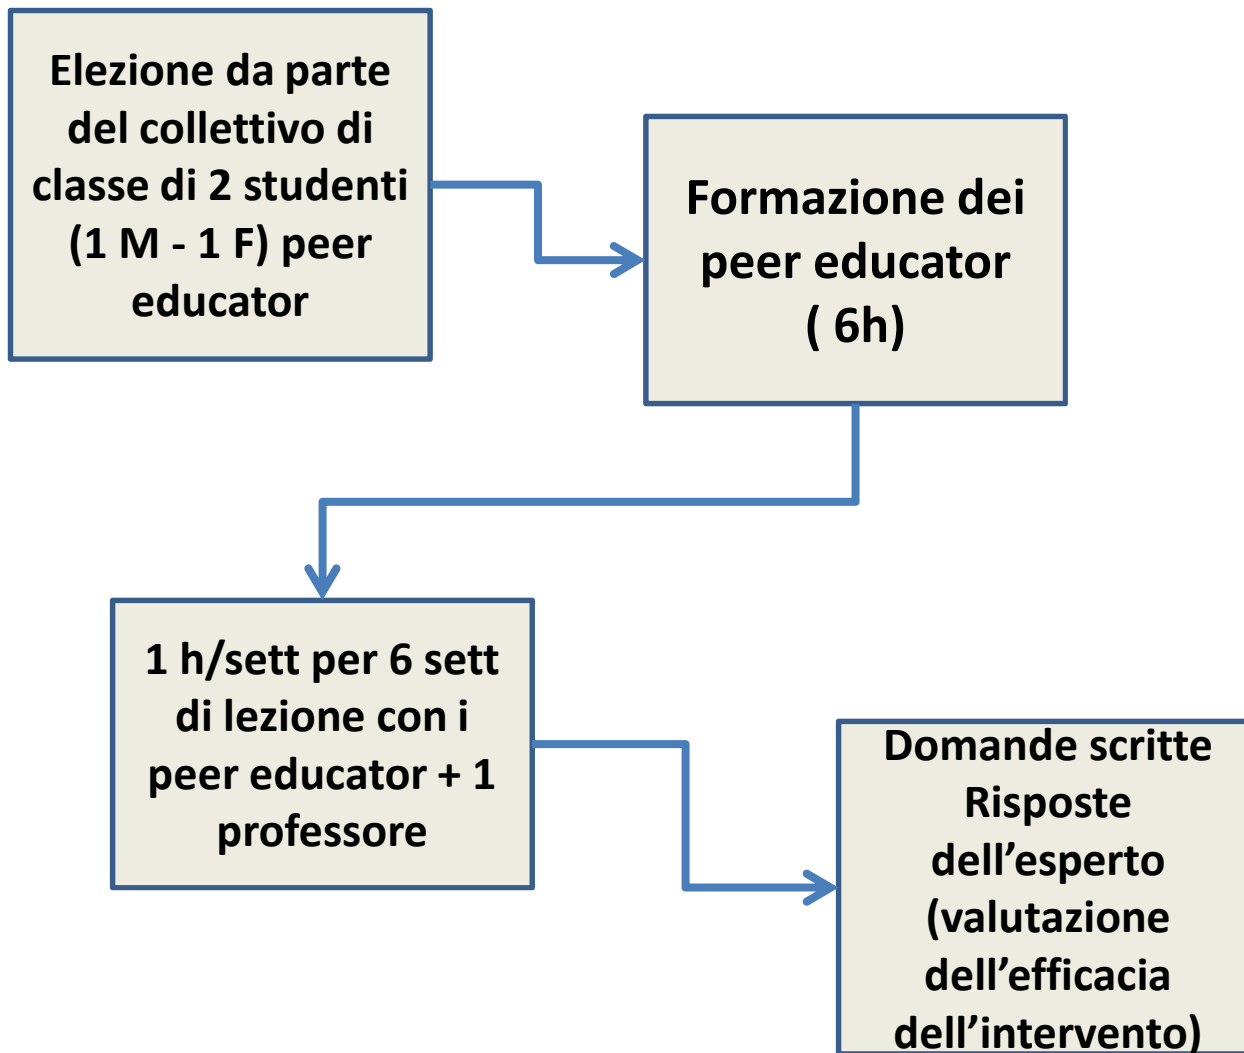 Elezione da parte
del collettivo di
classe di 2 studenti
(1 M - 1 F) peer
educator
Formazione dei
peer educator
( 6h)
1 h/sett per 6 sett
di lezione con i
peer educator + 1
professore
Domande scritte
Risposte
dell’esperto
(valutazione
dell’efficacia
dell’intervento)